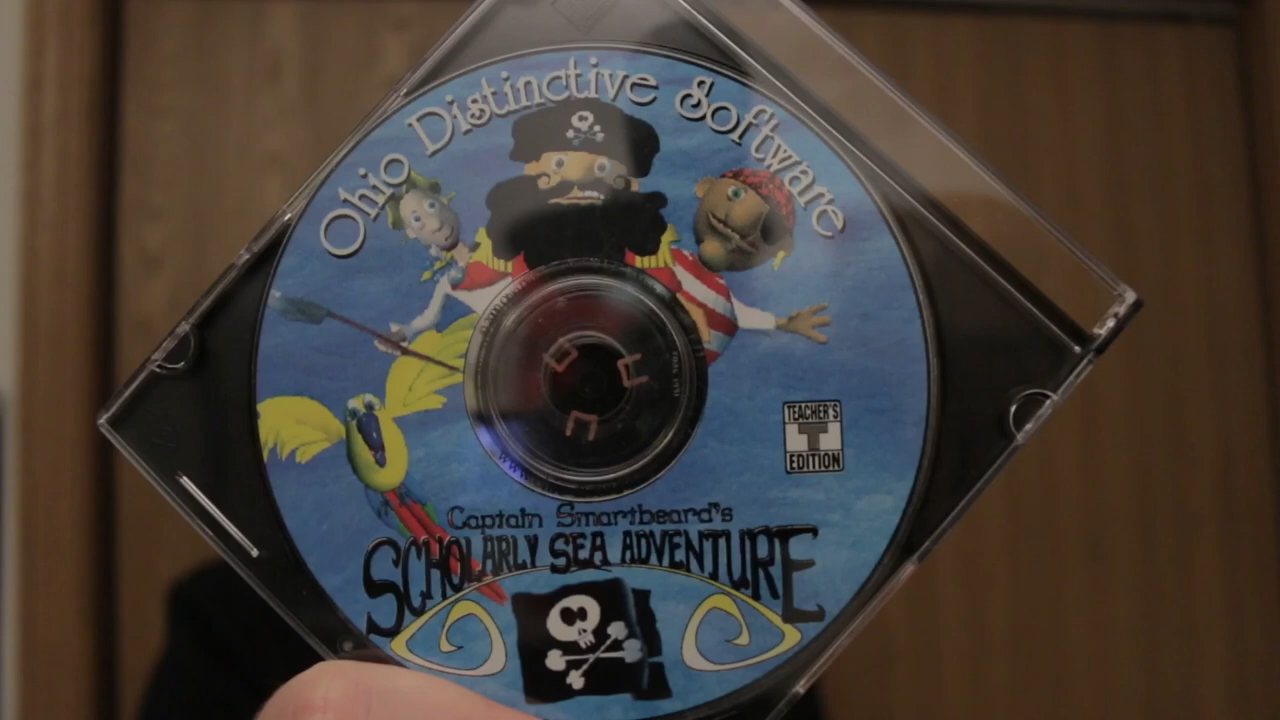 Ohio Distinctive Software
TEACHER'S
T
EDITION
Captain Smartbeard's
SCHOLARLY SEA ADVENTURE